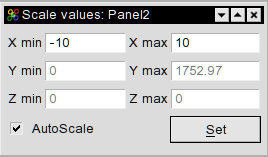 Scale values: Panel2
X min -10 X max 10
Y min 0 Y max 1752.97
Z min 0 Z max 0
AutoScale Set